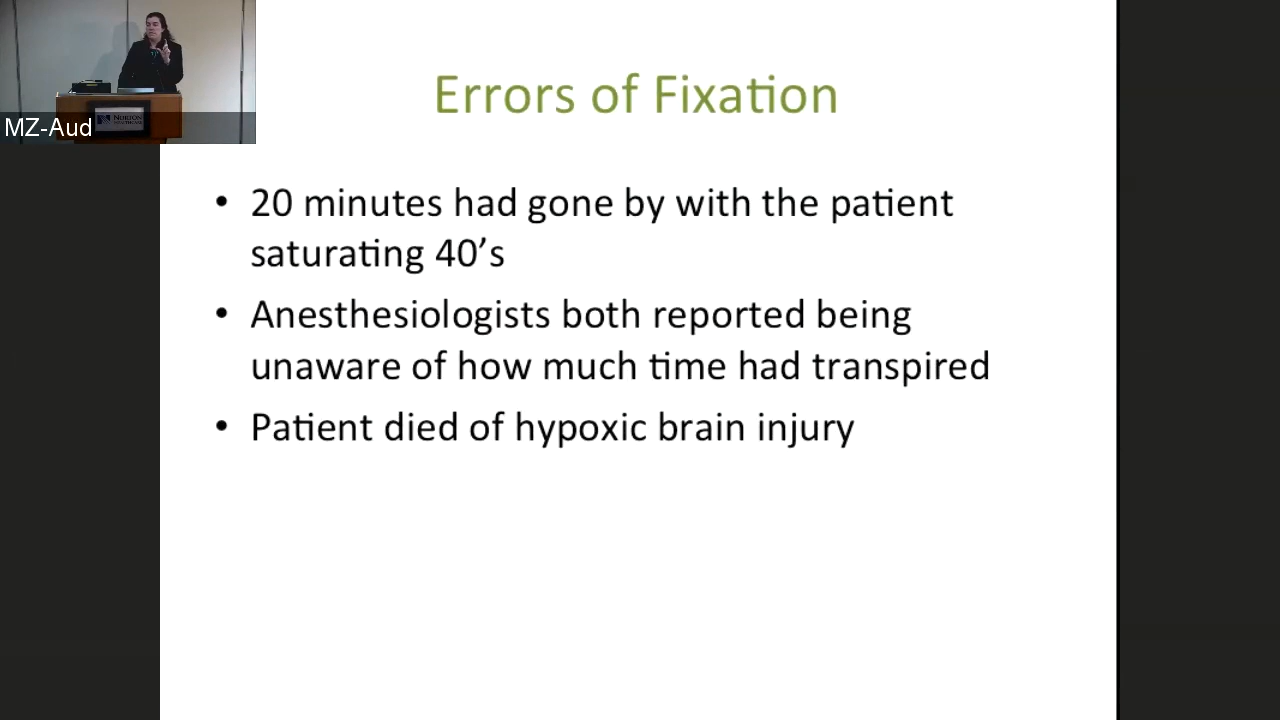 Errors of Fixation
• 20 minutes had gone by with the patient
saturating 40’s
• Anesthesiologists both reported being
unaware of how much time had transpired
• Patient died of hypoxic brain injury
MZ-Aud
NORTON